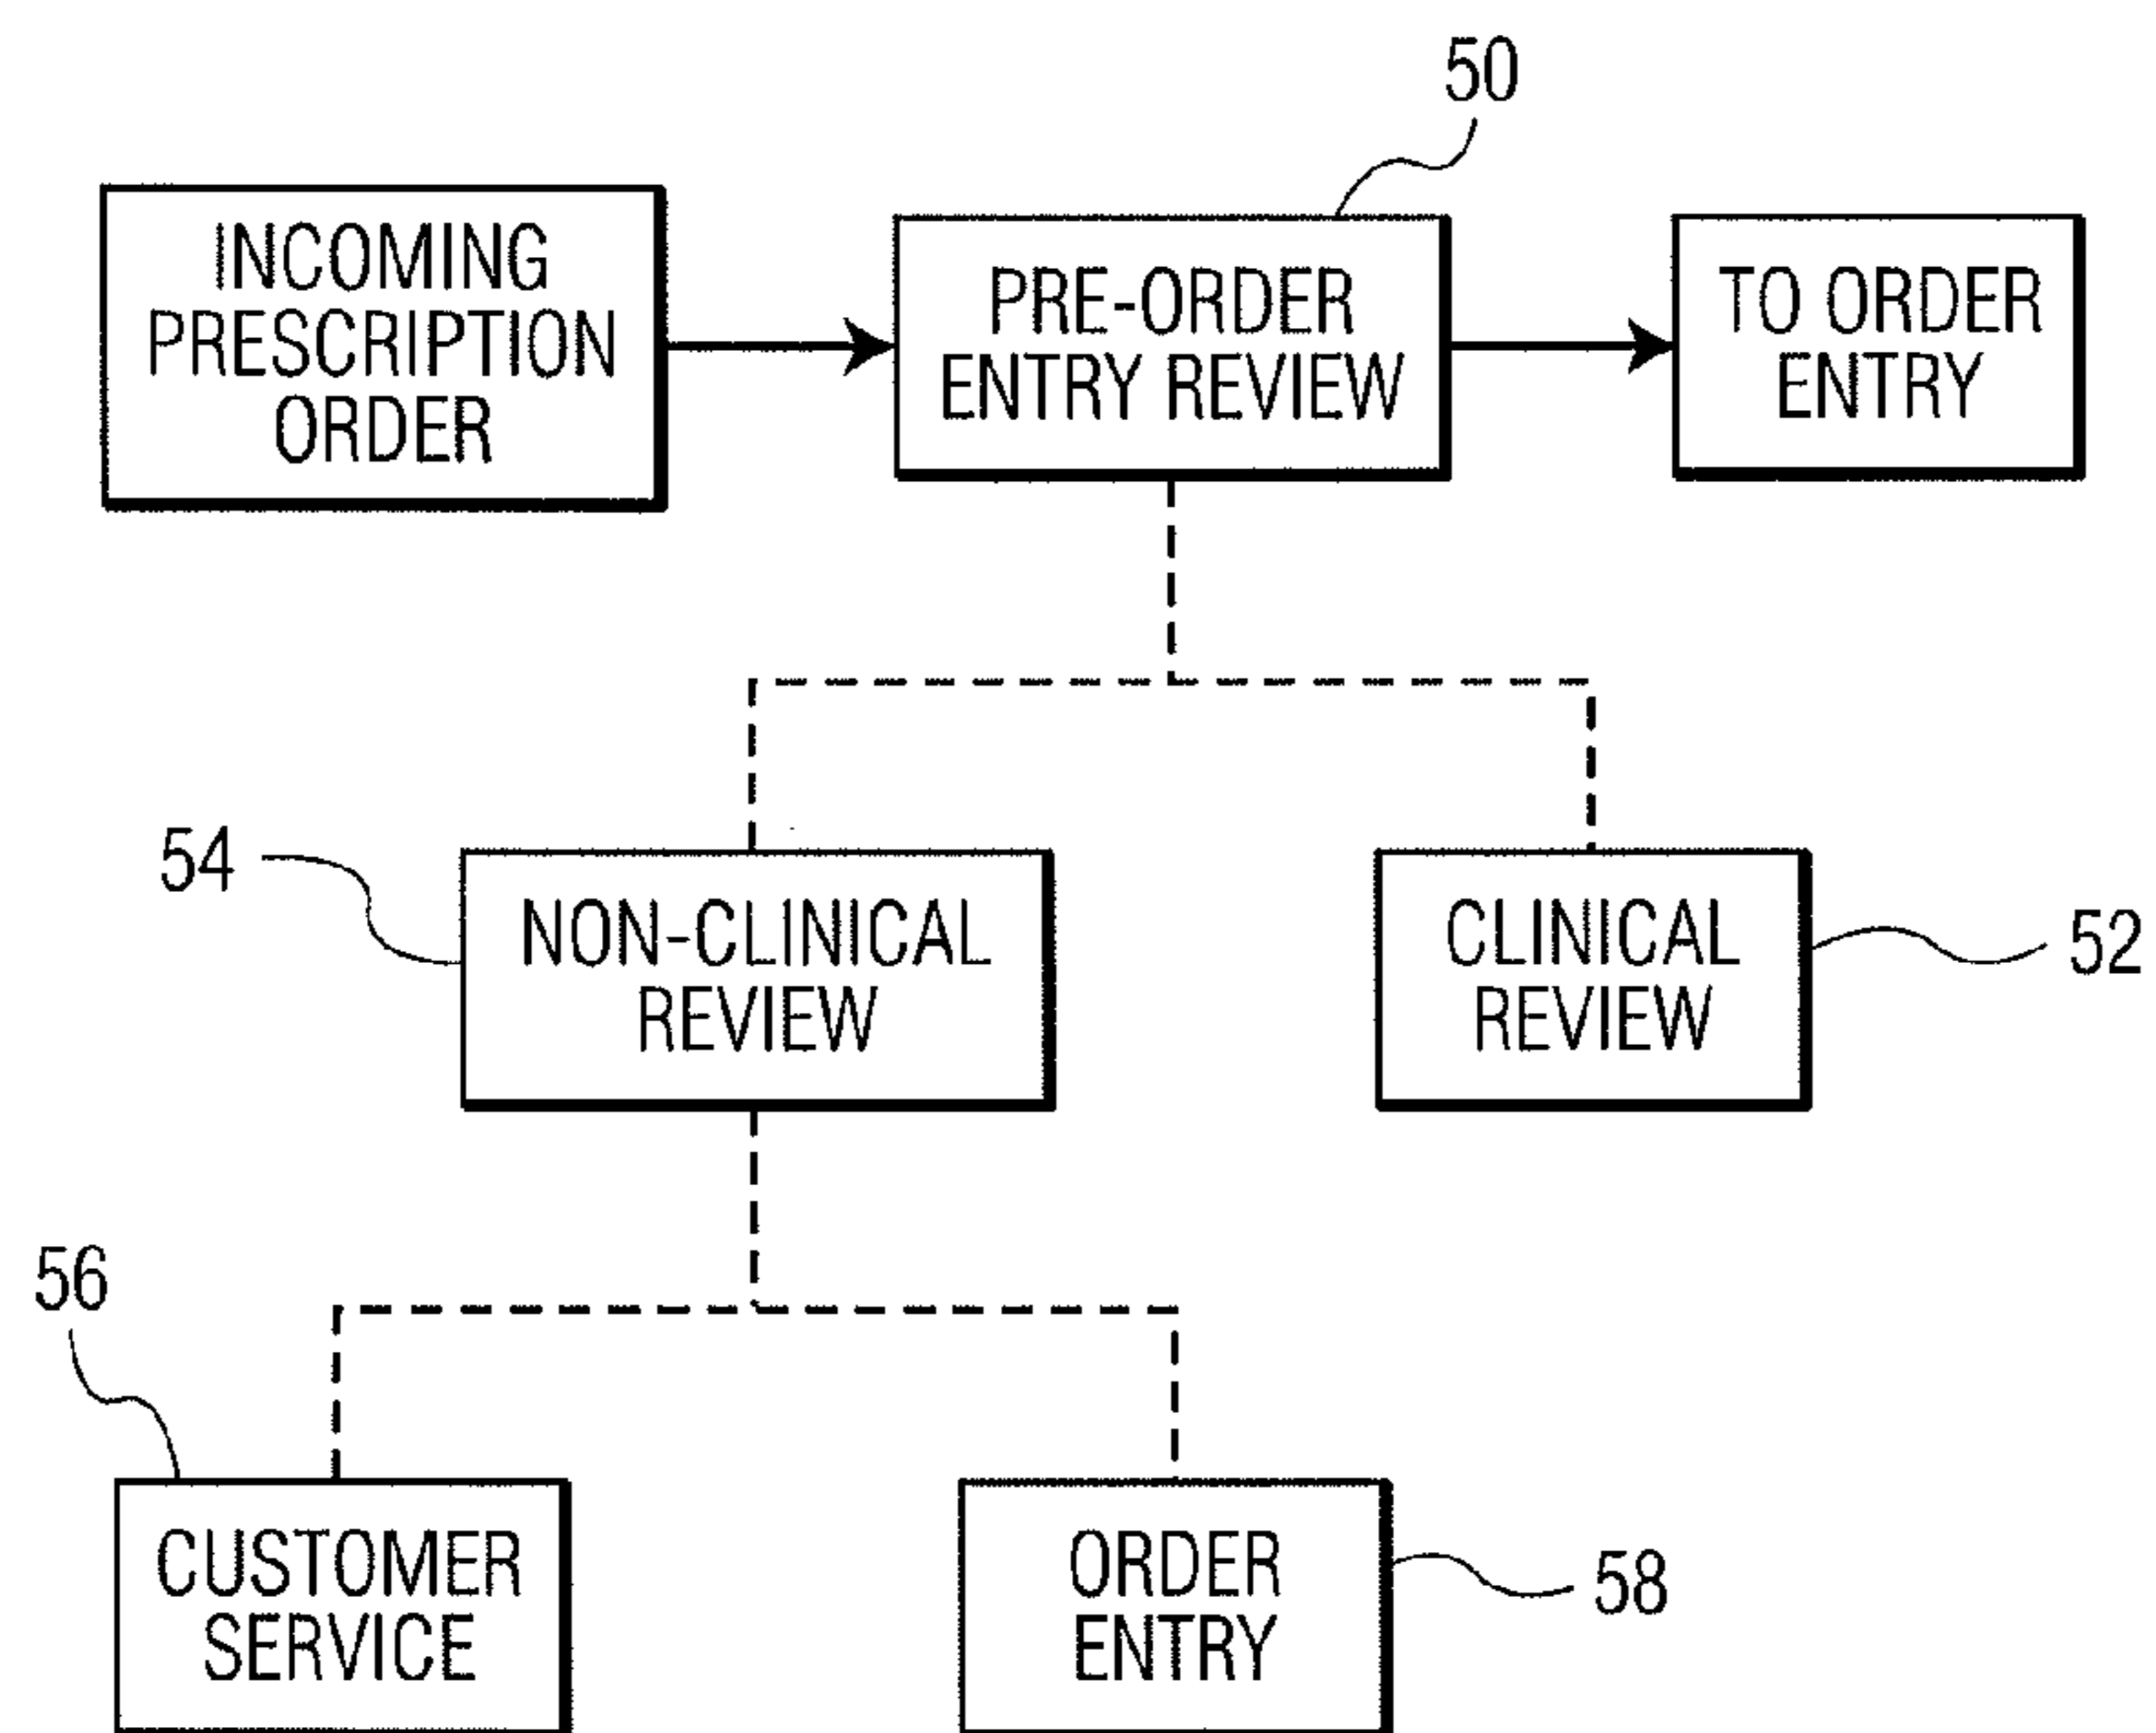 50
INCOMING
PRESCRIPTION
ORDER
PRE-ORDER
ENTRY REVIEW
TO ORDER
ENTRY
54
NON-CLINICAL
REVIEW
CLINICAL
REVIEW
52
56
CUSTOMER
SERVICE
ORDER
ENTRY
58